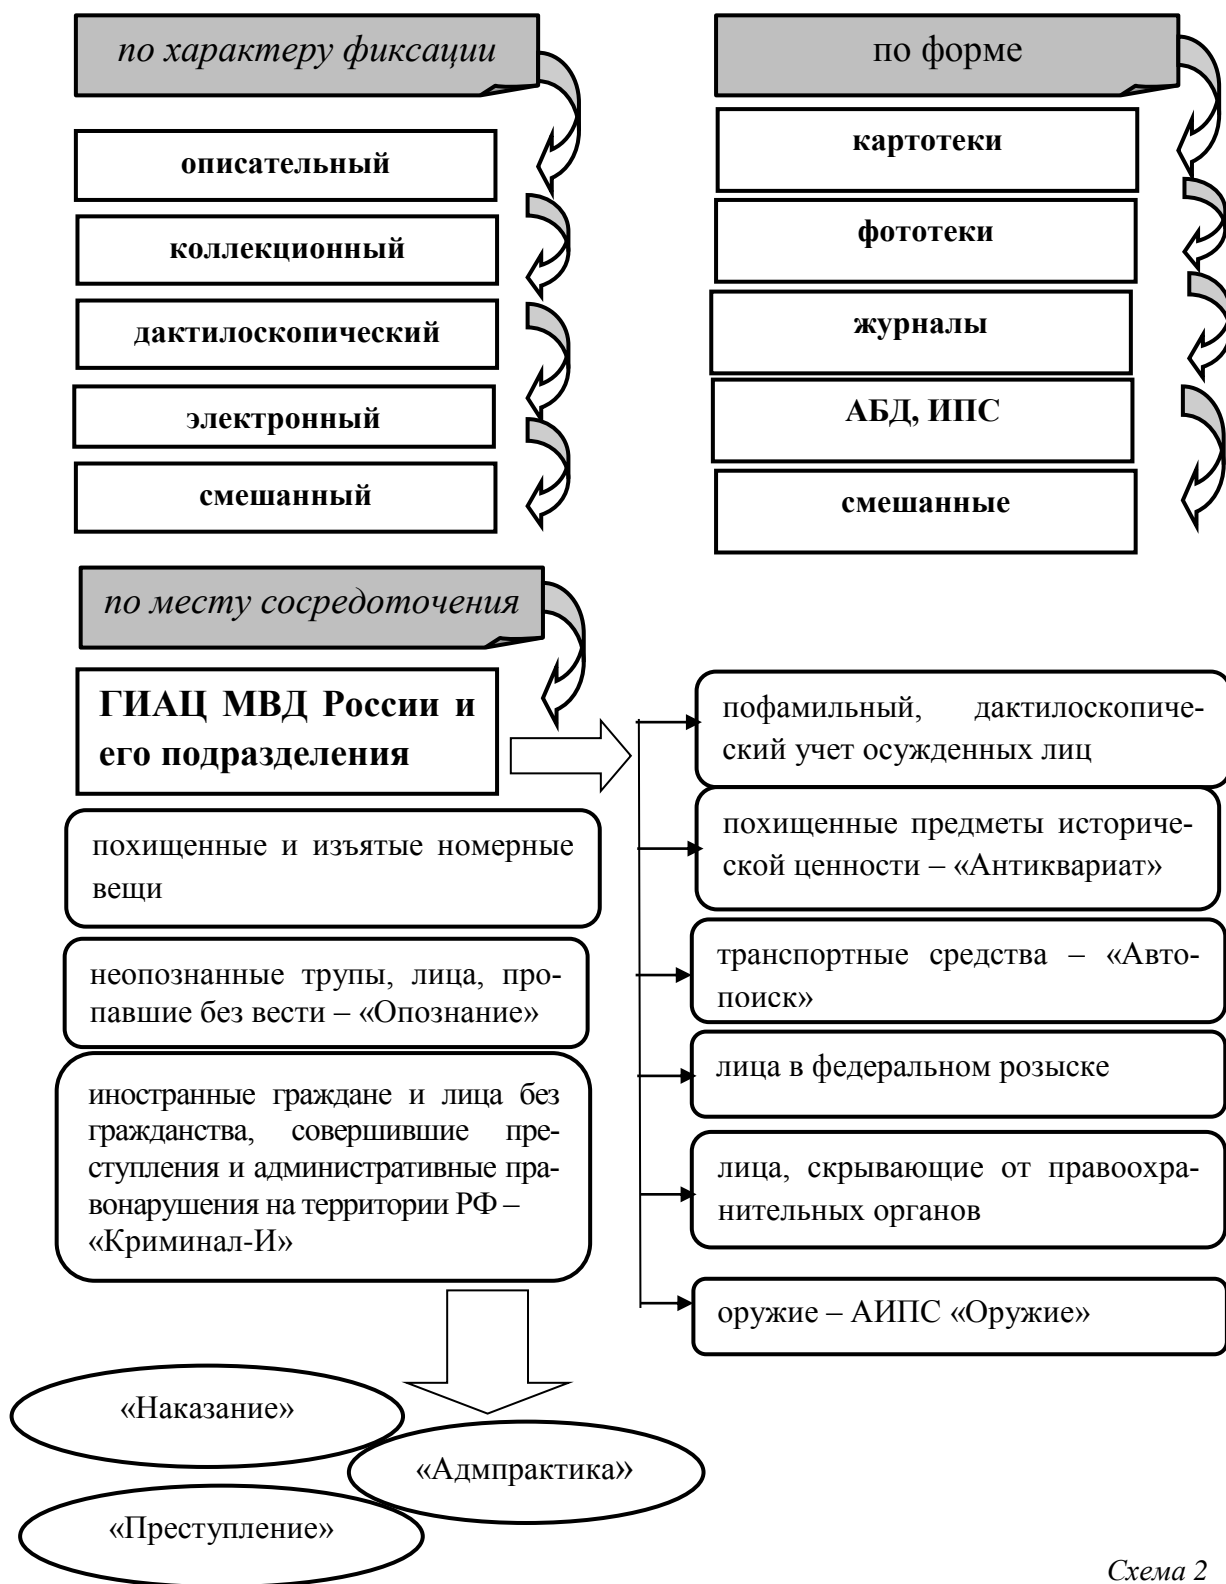 по характеру фиксации
описательный
коллекционный
дактилоскопический
электронный
смешанный
по форме
картотеки
фототеки
журналы
АБД, ИПС
смешанные
по месту сосредоточения
ГИАЦ МВД России и
его подразделения
похищенные и изъятые номерные
вещи
неопознанные трупы, лица, про-
павшие без вести – «Опознание»
иностранные граждане и лица без
гражданства, совершившие пре-
ступления и административные пра-
вонарушения на территории РФ –
«Криминал-И»
пофамильный, дактилоскопиче-
ский учет осужденных лиц
похищенные предметы историче-
ской ценности – «Антиквариат»
транспортные средства – «Авто-
поиск»
лица в федеральном розыске
лица, скрывающие от правоохра-
нительных органов
оружие – АИПС «Оружие»
«Наказание»
«Адмпрактика»
«Преступление»
Схема 2